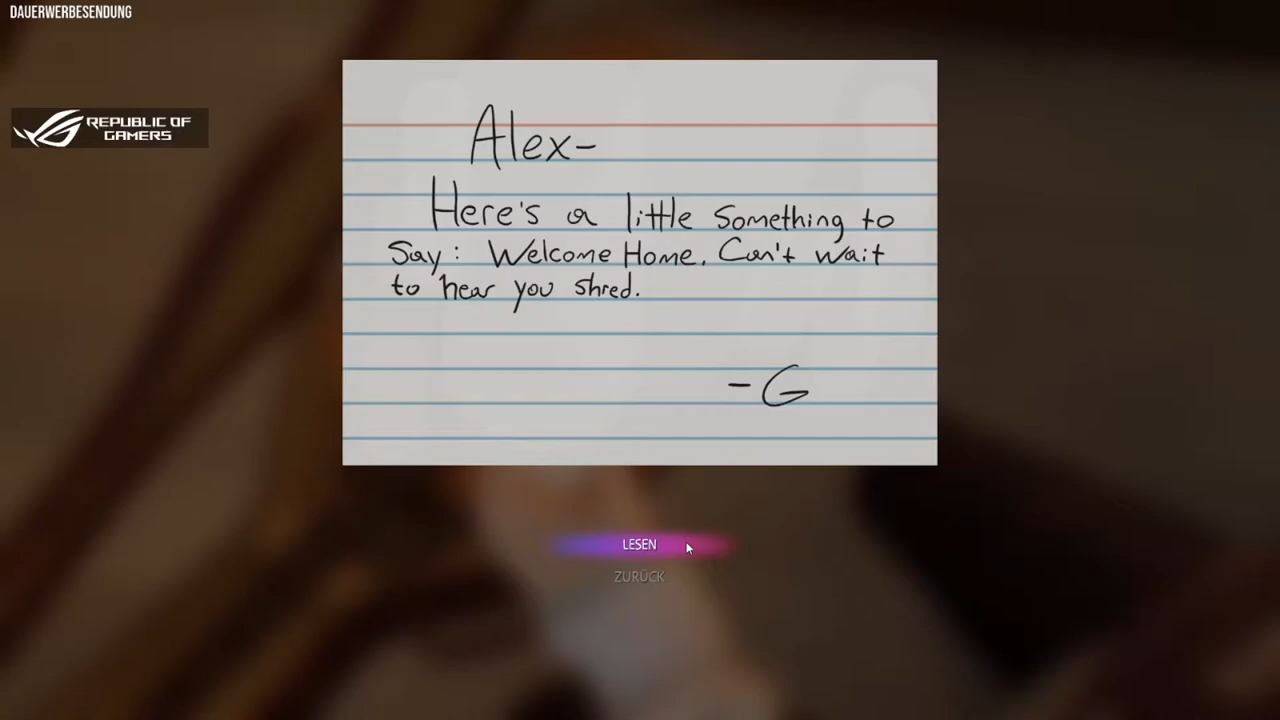 DAUERWERBESENDUNG
REPUBLIC OF
GAMERS
Alex-
Here's a little Something to
Say: Welcome Home. Can't wait
to hear you shred.
-G
LESEN
ZURÜCK